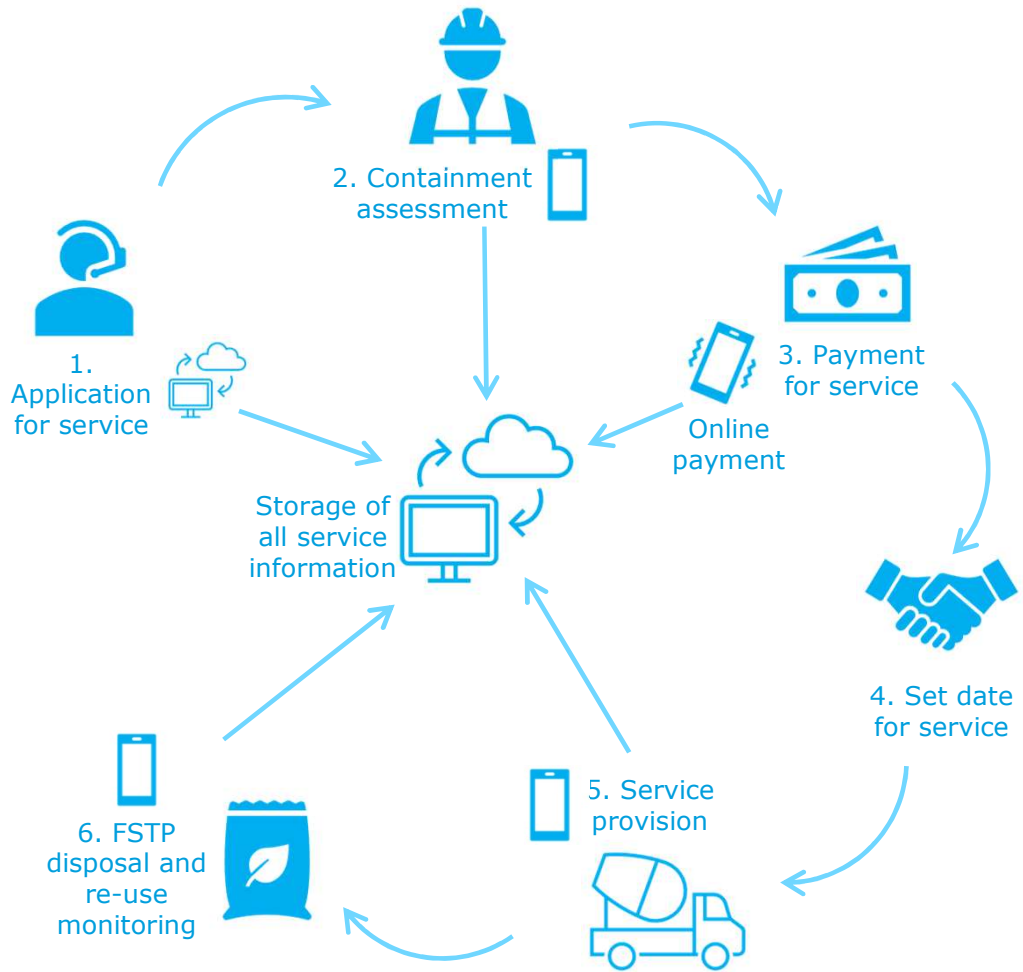 2. Containment
assessment
1.
Application
for service
3. Payment
for service
Online
payment
Storage of
all service
information
4. Set date
for service
5. Service
provision
6. FSTP
disposal and
re-use
monitoring